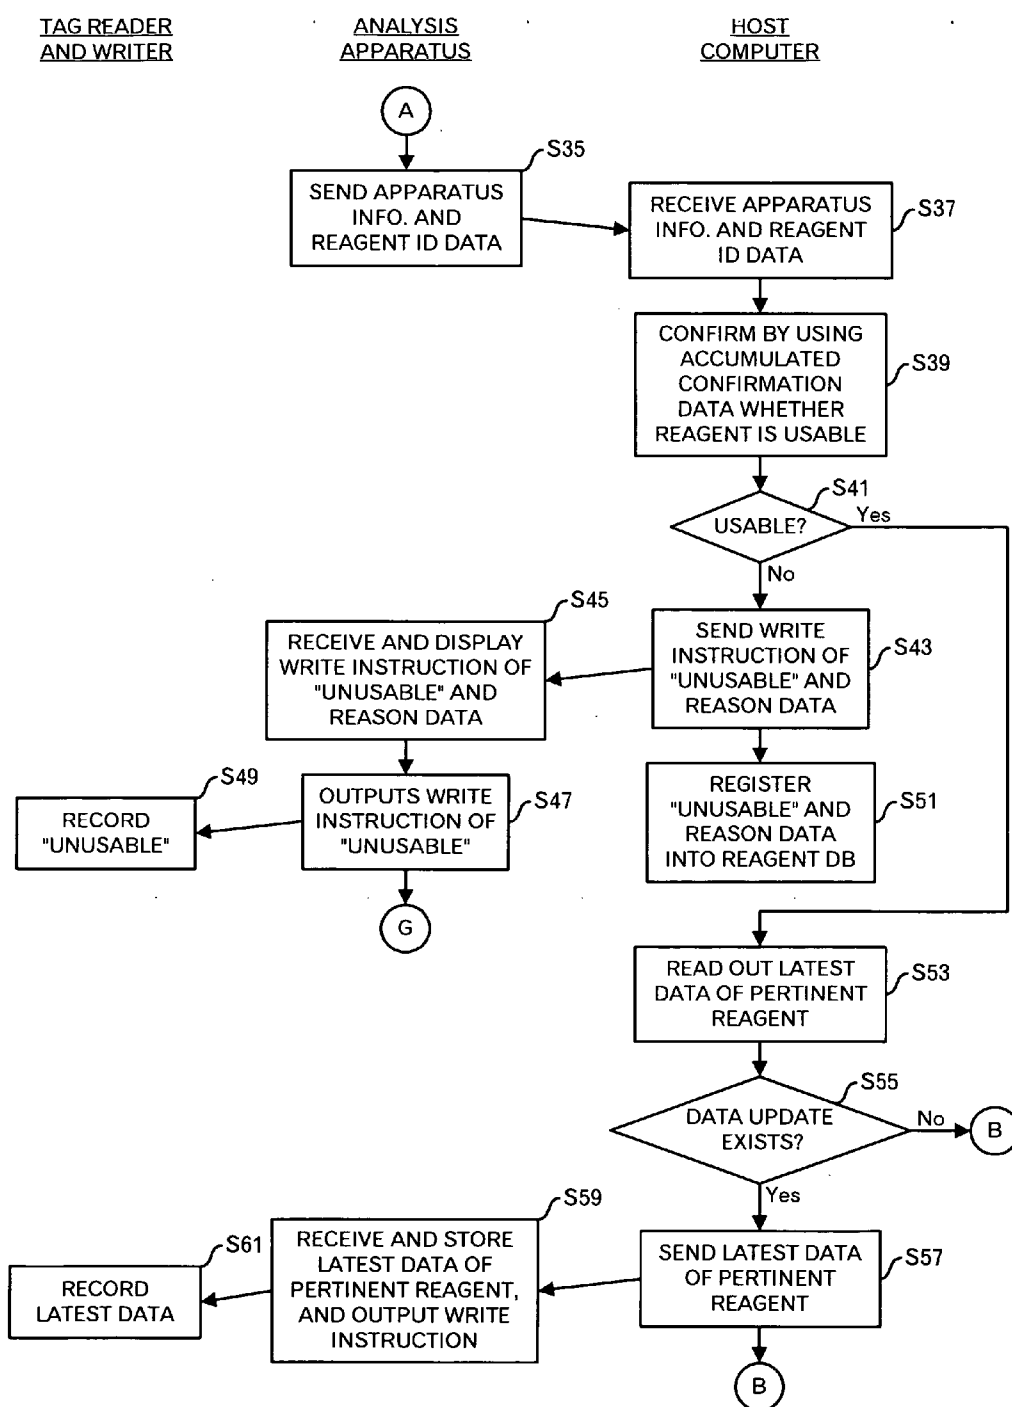 TAG READER
AND WRITER
ANALYSIS
APPARATUS
HOST
COMPUTER
A
S35
SEND APPARATUS
INFO. AND
REAGENT ID DATA
S37
RECEIVE APPARATUS
INFO. AND REAGENT
ID DATA
S39
CONFIRM BY USING
ACCUMULATED
CONFIRMATION
DATA WHETHER
REAGENT IS USABLE
S41
USABLE?
Yes
No
S43
SEND WRITE
INSTRUCTION OF
"UNUSABLE" AND
REASON DATA
S45
RECEIVE AND DISPLAY
WRITE INSTRUCTION OF
"UNUSABLE" AND
REASON DATA
S47
OUTPUTS WRITE
INSTRUCTION OF
"UNUSABLE"
S49
RECORD
"UNUSABLE"
S51
REGISTER
"UNUSABLE" AND
REASON DATA
INTO REAGENT DB
G
S53
READ OUT LATEST
DATA OF PERTINENT
REAGENT
S55
DATA UPDATE
EXISTS?
No
B
Yes
S57
SEND LATEST DATA
OF PERTINENT
REAGENT
S59
RECEIVE AND STORE
LATEST DATA OF
PERTINENT REAGENT,
AND OUTPUT WRITE
INSTRUCTION
S61
RECORD
LATEST DATA
B